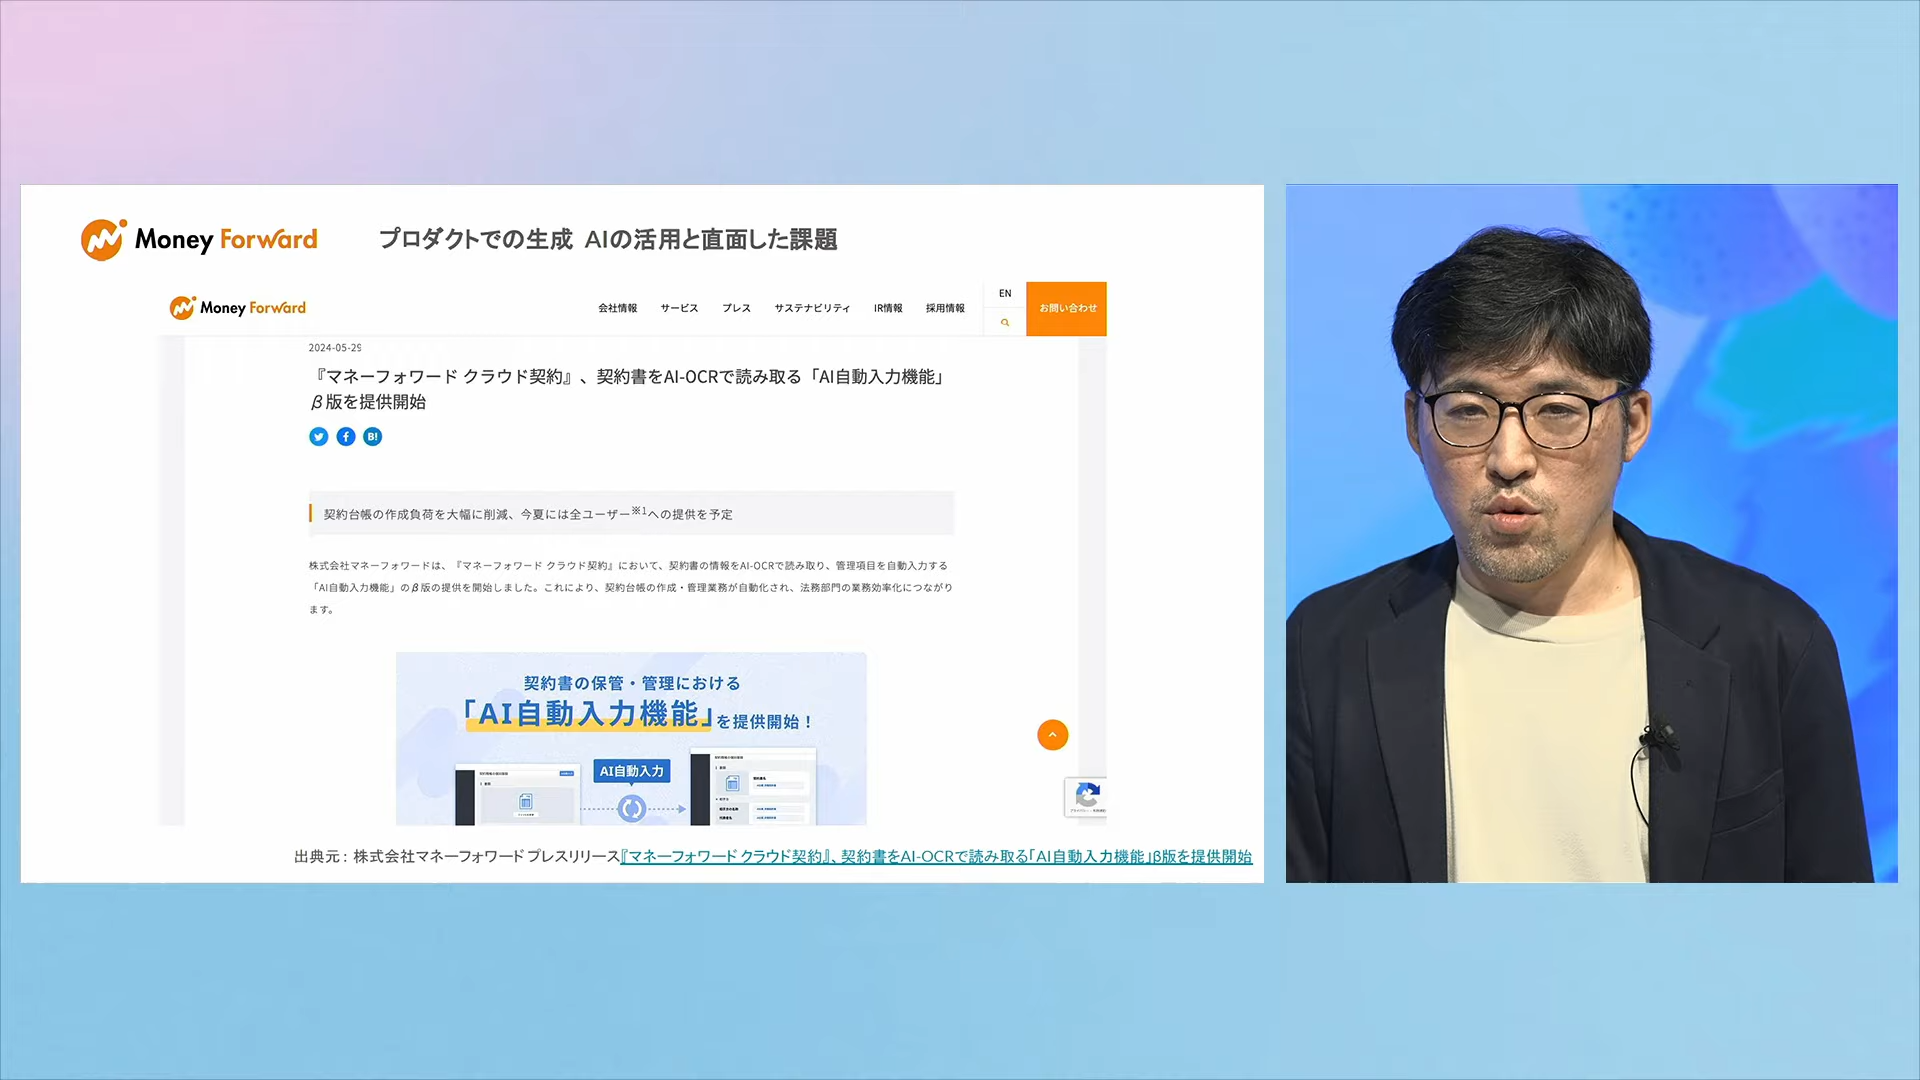 Money Forward
プロダクトでの生成 AIの活用と直面した課題
Money Forward
会社情報 サービス プレス サステナビリティ IR情報 採用情報
EN
お問い合わせ
2024-05-29
『マネーフォワード クラウド契約』、契約書をAI-OCRで読み取る「AI自動入力機能」
β版を提供開始
B!
契約台帳の作成負荷を大幅に削減、今夏には全ユーザー※1への提供を予定
株式会社マネーフォワードは、『マネーフォワード クラウド契約』において、契約書の情報をAI-OCRで読み取り、管理項目を自動入力する
「AI自動入力機能」のβ版の提供を開始しました。これにより、契約台帳の作成・管理業務が自動化され、法務部門の業務効率化につながり
ます。
契約書の保管・管理における
「AI自動入力機能」を提供開始！
AI自動入力
出典元： 株式会社マネーフォワード プレスリリース『マネーフォワード クラウド契約』、契約書をAI-OCRで読み取る「AI自動入力機能」β版を提供開始